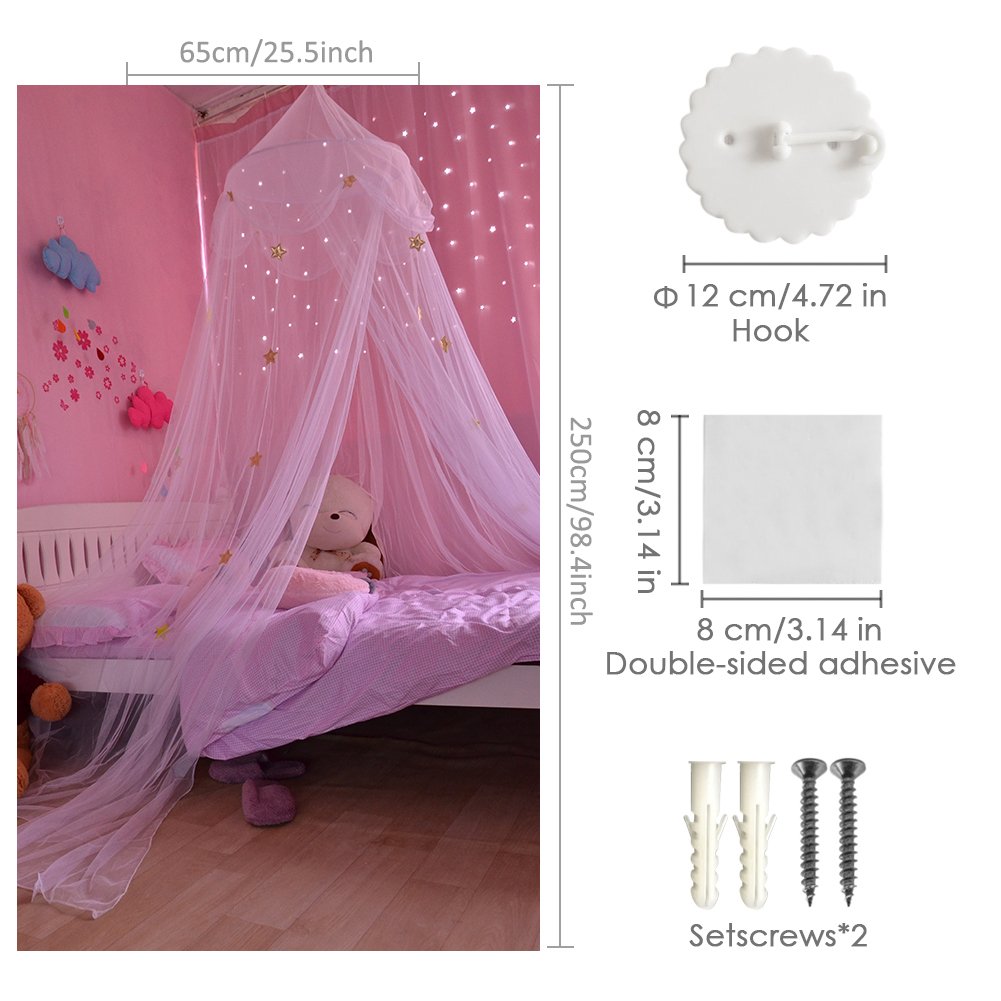 65cm/25.5inch
250cm/98.4inch
Φ 12 cm/4.72 in
Hook
8 cm/3.14 in
8 cm/3.14 in
Double-sided adhesive
Setscrews*2